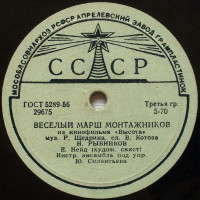 МОСОБЛСОВНАРХОЗ РСФСР АПРЕЛЕВСКИЙ ЗАВОД ГРАМПЛАСТИНОК
СССР
ГОСТ 5289-56
29675
Третья гр.
5-70
ВЕСЕЛЫЙ МАРШ МОНТАЖНИКОВ
из кинофильма «Высота»
муз. Р. Щедрина, сл. В. Котова
Н. РЫБНИКОВ
Е. Нейд (худож. свист)
Инстр. ансамбль под упр.
Ю. Силантьева